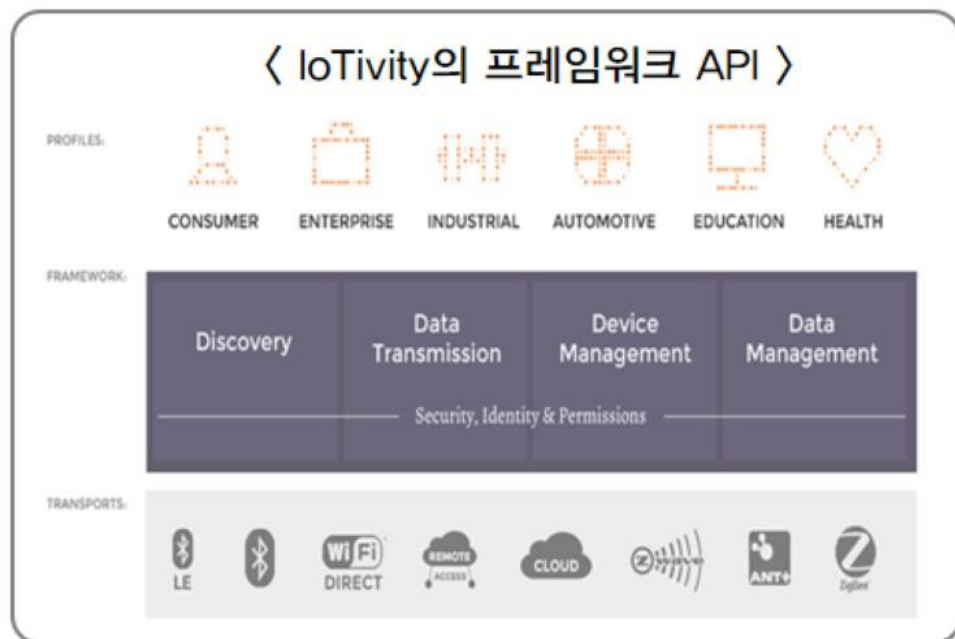 < IoTivity의 프레임워크 API >
PROFILES:
CONSUMER ENTERPRISE INDUSTRIAL AUTOMOTIVE EDUCATION HEALTH
FRAMEWORK:
Discovery Data Transmission Device Management Data Management
Security, Identity & Permissions
TRANSPORTS:
LE WiFi DIRECT REMOTE ACCESS CLOUD Z WAVE ANT+ Z ZigBee